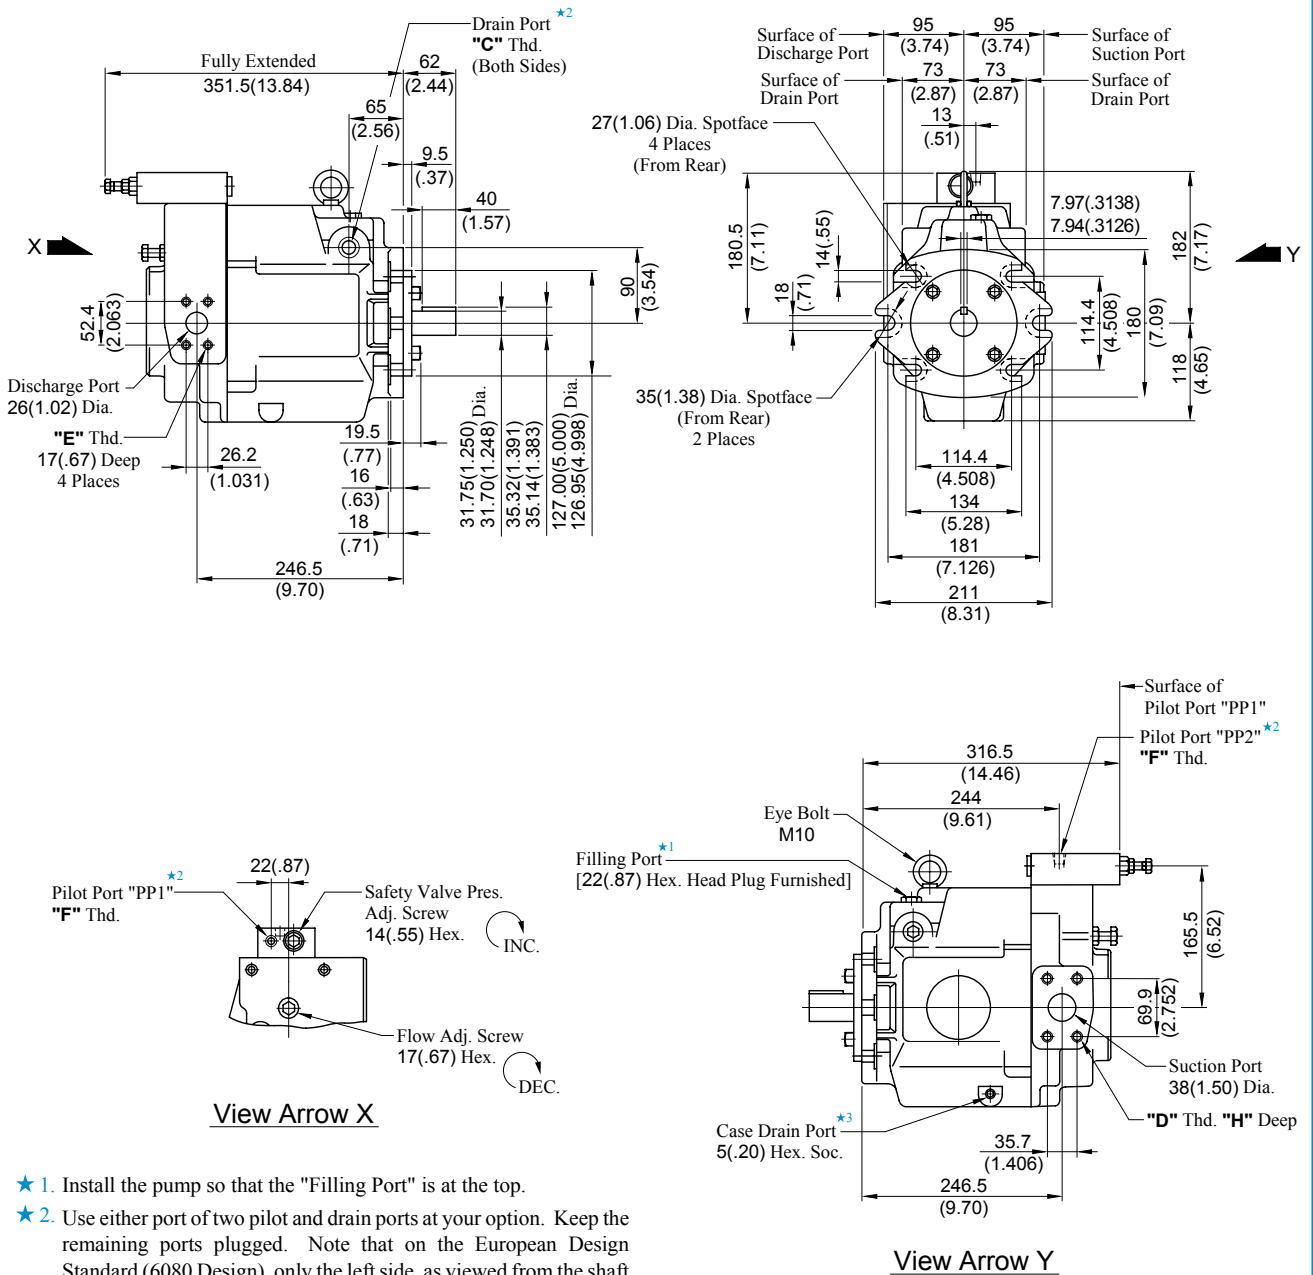 Drain Port ★2
"C" Thd.
(Both Sides)
Fully Extended
351.5(13.84)
62
(2.44)
65
(2.56)
9.5
(.37)
40
(1.57)
X
90
(3.54)
52.4
(2.063)
Discharge Port
26(1.02) Dia.
"E" Thd.
17(.67) Deep
4 Places
26.2
(1.031)
19.5
(.77)
16
(.63)
18
(.71)
31.75(1.250)
31.70(1.248)
Dia.
35.32(1.391)
35.14(1.383)
127.00(5.000)
126.95(4.998)
Dia.
246.5
(9.70)
95
(3.74)
95
(3.74)
Surface of
Discharge Port
Surface of
Suction Port
73
(2.87)
73
(2.87)
Surface of
Drain Port
Surface of
Drain Port
13
(.51)
27(1.06) Dia. Spotface
4 Places
(From Rear)
7.97(.3138)
7.94(.3126)
180.5
(7.11)
14(.55)
18
(.71)
182
(7.17)
Y
114.4
(4.508)
180
(7.09)
118
(4.65)
35(1.38) Dia. Spotface
(From Rear)
2 Places
114.4
(4.508)
134
(5.28)
181
(7.126)
211
(8.31)
Surface of
Pilot Port "PP1"
Pilot Port "PP2" ★2
"F" Thd.
316.5
(14.46)
244
(9.61)
Eye Bolt
M10
Filling Port ★1
[22(.87) Hex. Head Plug Furnished]
165.5
(6.52)
69.9
(2.752)
Suction Port
38(1.50) Dia.
"D" Thd. "H" Deep
Case Drain Port ★3
5(.20) Hex. Soc.
35.7
(1.406)
246.5
(9.70)
View Arrow Y
22(.87)
Pilot Port "PP1" ★2
"F" Thd.
Safety Valve Pres.
Adj. Screw
14(.55) Hex.
INC.
Flow Adj. Screw
17(.67) Hex.
DEC.
View Arrow X
★ 1. Install the pump so that the "Filling Port" is at the top.
★ 2. Use either port of two pilot and drain ports at your option. Keep the
remaining ports plugged. Note that on the European Design
Standard (6080 Design), only the left side, as viewed from the shaft